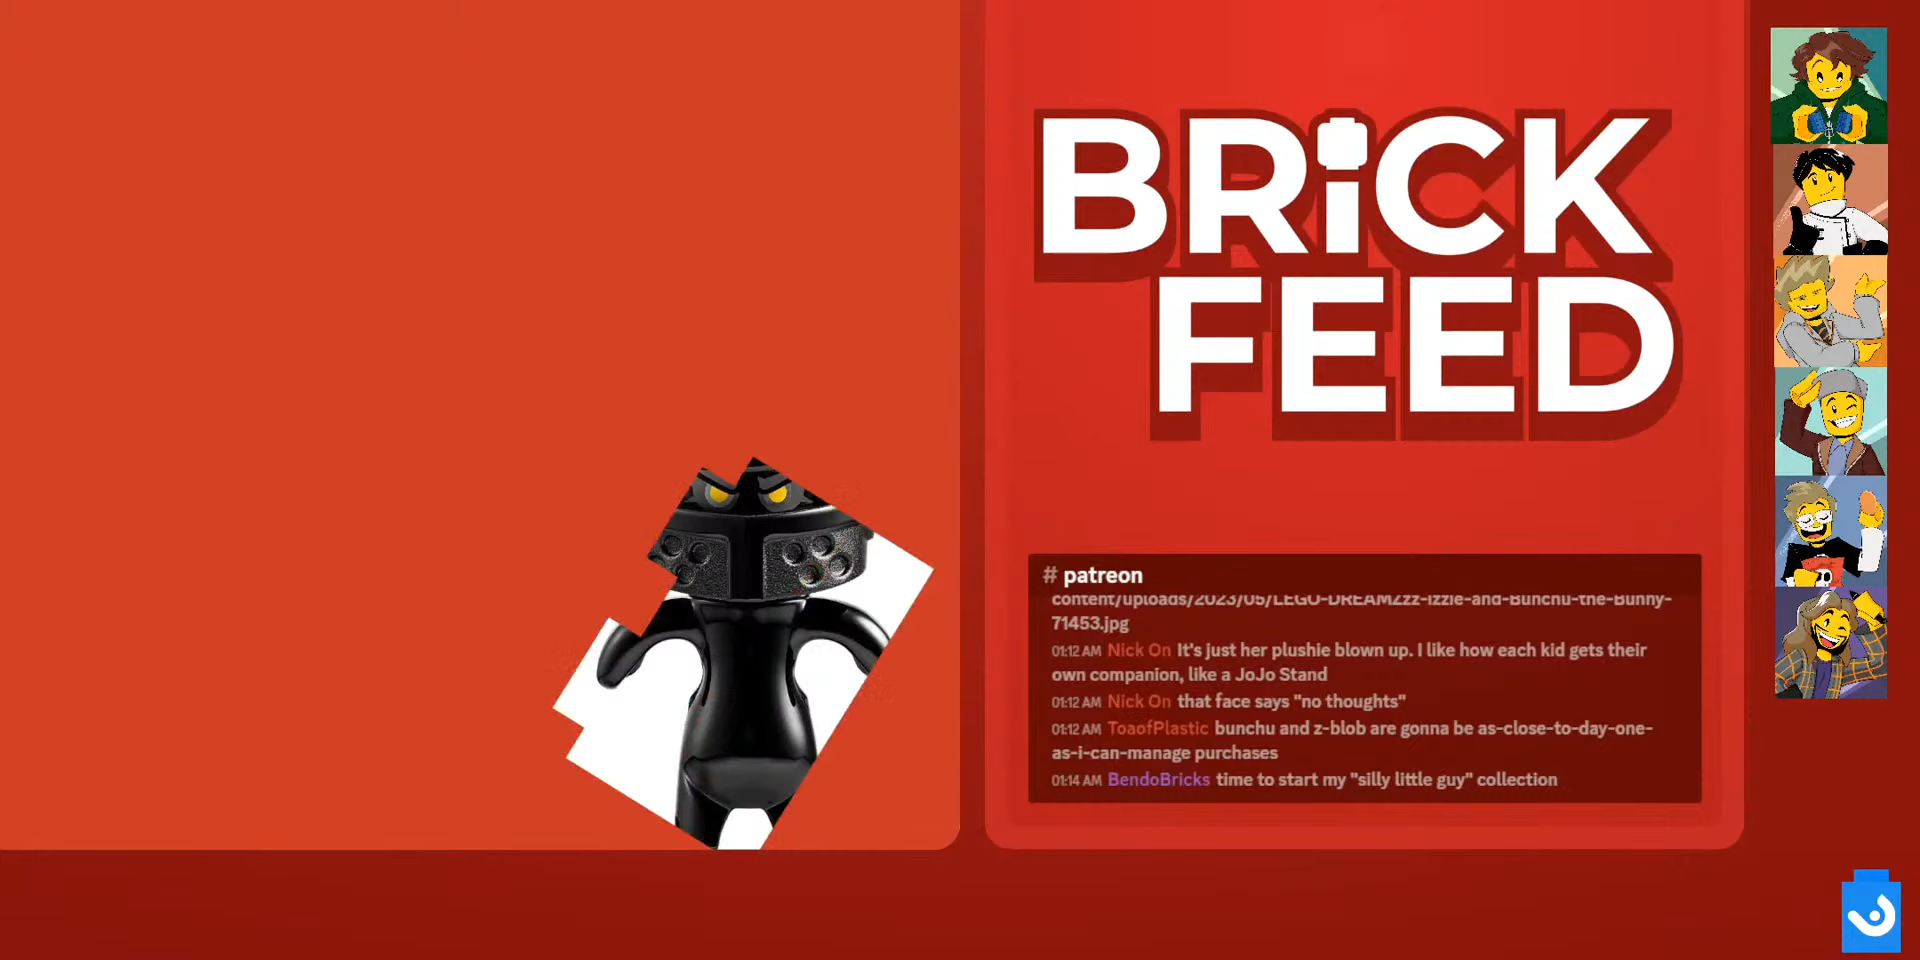 BRiCK
FEED
# patreon
content/uploads/2023/05/LEGO-DREAMZzz-Izzie-and-Bunchu-the-Bunny-
71453.jpg
01:12 AM Nick On It's just her plushie blown up. I like how each kid gets their
own companion, like a JoJo Stand
01:12 AM Nick On that face says "no thoughts"
01:12 AM ToaofPlastic bunchu and z-blob are gonna be as-close-to-day-one-
as-i-can-manage purchases
01:14 AM BendoBricks time to start my "silly little guy" collection